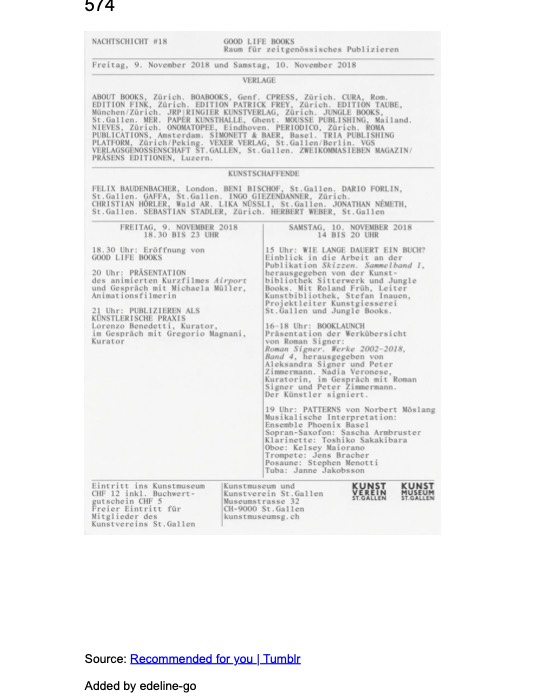 574
NACHTSCHICHT #18
GOOD LIFE BOOKS
Raum für zeitgenössisches Publizieren
Freitag, 9. November 2018 und Samstag, 10. November 2018
VERLAGE
ABOUT BOOKS, Zürich. BOABOOKS, Genf. CPRESS, Zürich. CURA, Rom.
EDITION FINK, Zürich. EDITION PATRICK FREY, Zürich. EDITION TAUBE,
München/Zürich. JRP|RINGIER KUNSTVERLAG, Zürich. JUNGLE BOOKS,
St.Gallen. MER. PAPER KUNSTHALLE, Ghent. MOUSSE PUBLISHING, Mailand.
NIEVES, Zürich. ONOMATOPEE, Eindhoven. PERIODICO, Zürich. ROMA
PUBLICATIONS, Amsterdam. SIMONETT & BAER, Basel. TRIA PUBLISHING
PLATFORM, Zürich/Peking. VEXER VERLAG, St.Gallen/Berlin. VGS
VERLAGSGENOSSENSCHAFT ST.GALLEN, St.Gallen. ZWEIKOMMASIEBEN MAGAZIN/
PRÄSENS EDITIONEN, Luzern.
KUNSTSCHAFFENDE
FELIX BAUDENBACHER, London. BENI BISCHOF, St.Gallen. DARIO FORLIN,
St.Gallen. GAFFA, St.Gallen. INGO GIEZENDANNER, Zürich.
CHRISTIAN HÖRLER, Wald AR. LIKA NÜSSLI, St.Gallen. JONATHAN NÉMETH,
St.Gallen. SEBASTIAN STADLER, Zürich. HERBERT WEBER, St.Gallen
FREITAG, 9. NOVEMBER 2018
18.30 BIS 23 UHR
18.30 Uhr: Eröffnung von
GOOD LIFE BOOKS
20 Uhr: PRÄSENTATION
des animierten Kurzfilmes Airport
und Gespräch mit Michaela Müller,
Animationsfilmerin
21 Uhr: PUBLIZIEREN ALS
KÜNSTLERISCHE PRAXIS
Lorenzo Benedetti, Kurator,
im Gespräch mit Gregorio Magnani,
Kurator
SAMSTAG, 10. NOVEMBER 2018
14 BIS 20 UHR
15 Uhr: WIE LANGE DAUERT EIN BUCH?
Einblick in die Arbeit an der
Publikation Skizzen. Sammelband 1,
herausgegeben von der Kunst-
bibliothek Sitterwerk und Jungle
Books. Mit Roland Früh, Leiter
Kunstbibliothek, Stefan Inauen,
Projektleiter Kunstgiesserei
St.Gallen und Jungle Books.
16–18 Uhr: BOOKLAUNCH
Präsentation der Werkübersicht
von Roman Signer:
Roman Signer. Werke 2002–2018,
Band 4, herausgegeben von
Aleksandra Signer und Peter
Zimmermann. Nadia Veronese,
Kuratorin, im Gespräch mit Roman
Signer und Peter Zimmermann.
Der Künstler signiert.
19 Uhr: PATTERNS von Norbert Möslang
Musikalische Interpretation:
Ensemble Phoenix Basel
Sopran-Saxofon: Sascha Armbruster
Klarinette: Toshiko Sakakibara
Oboe: Kelsey Maiorano
Trompete: Jens Bracher
Posaune: Stephen Menotti
Tuba: Janne Jakobsson
Eintritt ins Kunstmuseum
CHF 12 inkl. Buchwert-
gutschein CHF 5
Freier Eintritt für
Mitglieder des
Kunstvereins St.Gallen
Kunstmuseum und
Kunstverein St.Gallen
Museumstrasse 32
CH-9000 St.Gallen
kunstmuseumsg.ch
KUNST
VEREIN
ST.GALLEN
KUNST
MUSEUM
ST.GALLEN
Source: Recommended for you | Tumblr
Added by edeline-go